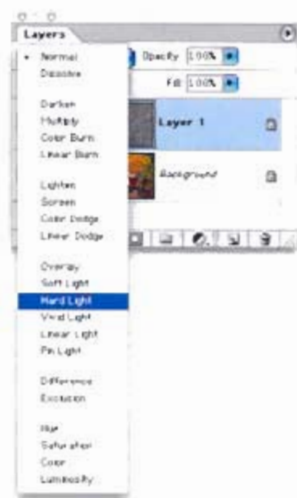 Layers
Normal
Opacity: 100%
Dissolve
Fill: 100%
Darken
Multiply
Layer 1
Color Burn
Linear Burn
Background
Lighten
Screen
Color Dodge
Linear Dodge
Overlay
Soft Light
Hard Light
Vivid Light
Linear Light
Pin Light
Difference
Exclusion
Hue
Saturation
Color
Luminosity